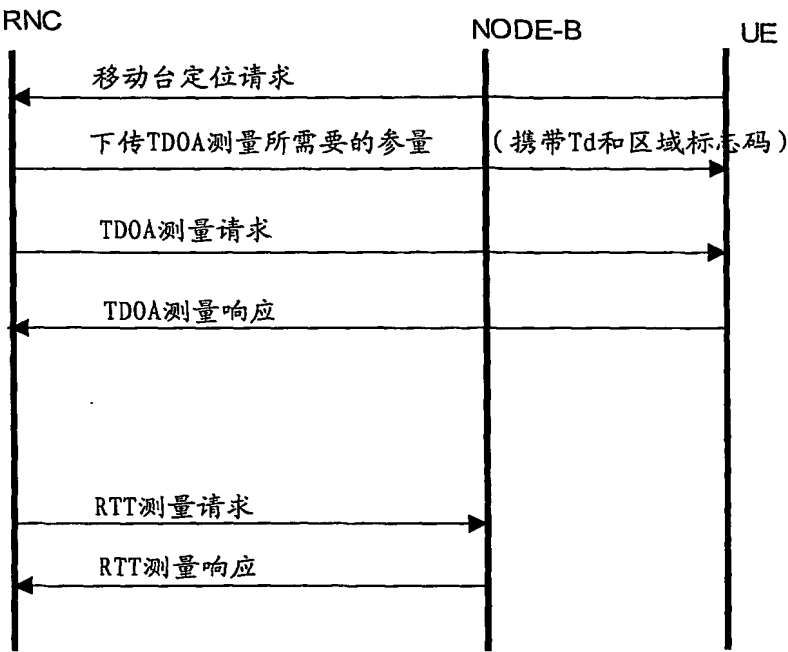 RNC
NODE-B
UE
移动台定位请求
下传TDOA测量所需要的参量 (携带Td和区域标志码)
TDOA测量请求
TDOA测量响应
RTT测量请求
RTT测量响应